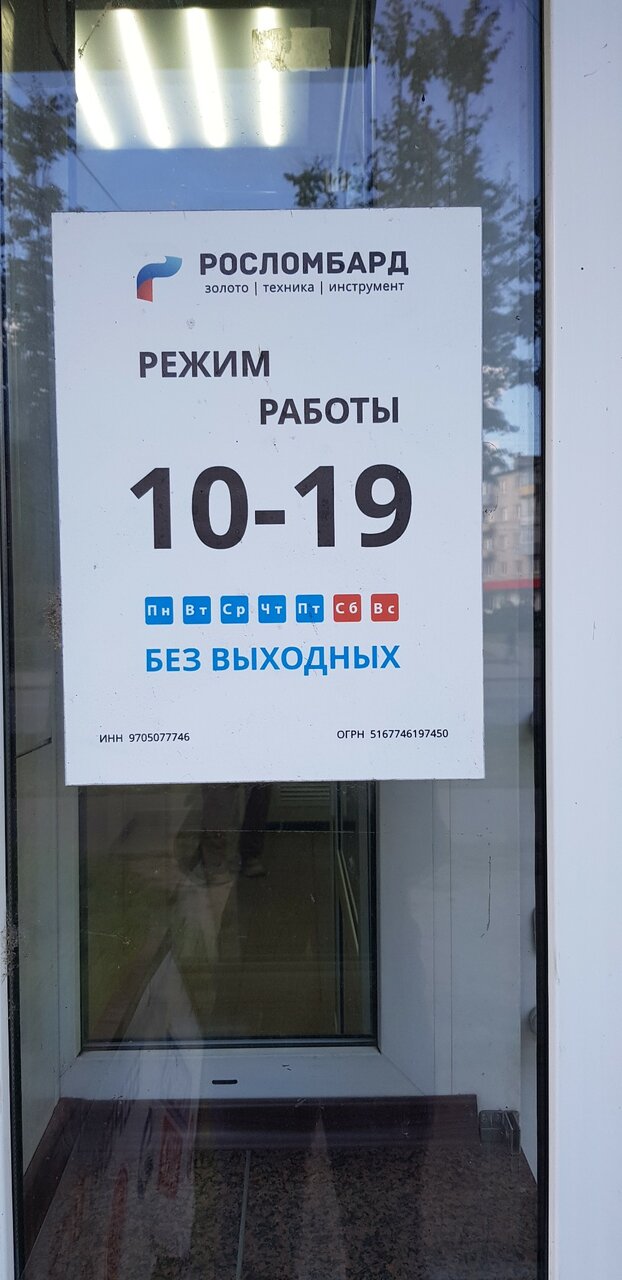 РОСЛОМБАРД
золото | техника | инструмент
РЕЖИМ
РАБОТЫ
10-19
Пн Вт Ср Чт Пт Сб Вс
БЕЗ ВЫХОДНЫХ
ИНН 9705077746 ОГРН 5167746197450